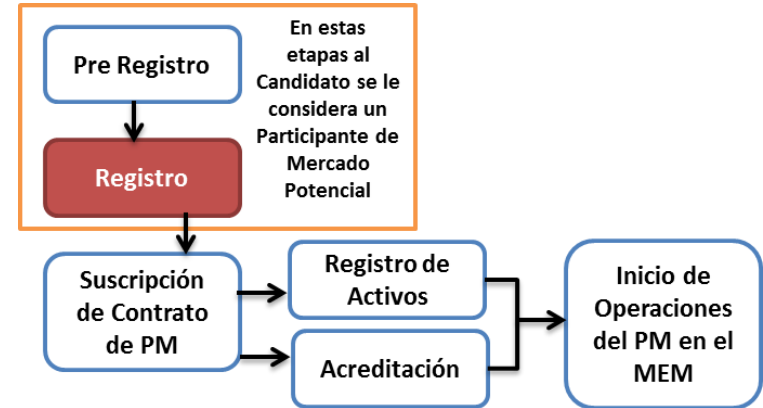 Pre Registro
En estas
etapas al
Candidato se le
considera un
Participante de
Mercado
Potencial
Registro
Suscripción
de Contrato
de PM
Registro de
Activos
Acreditación
Inicio de
Operaciones
del PM en el
MEM